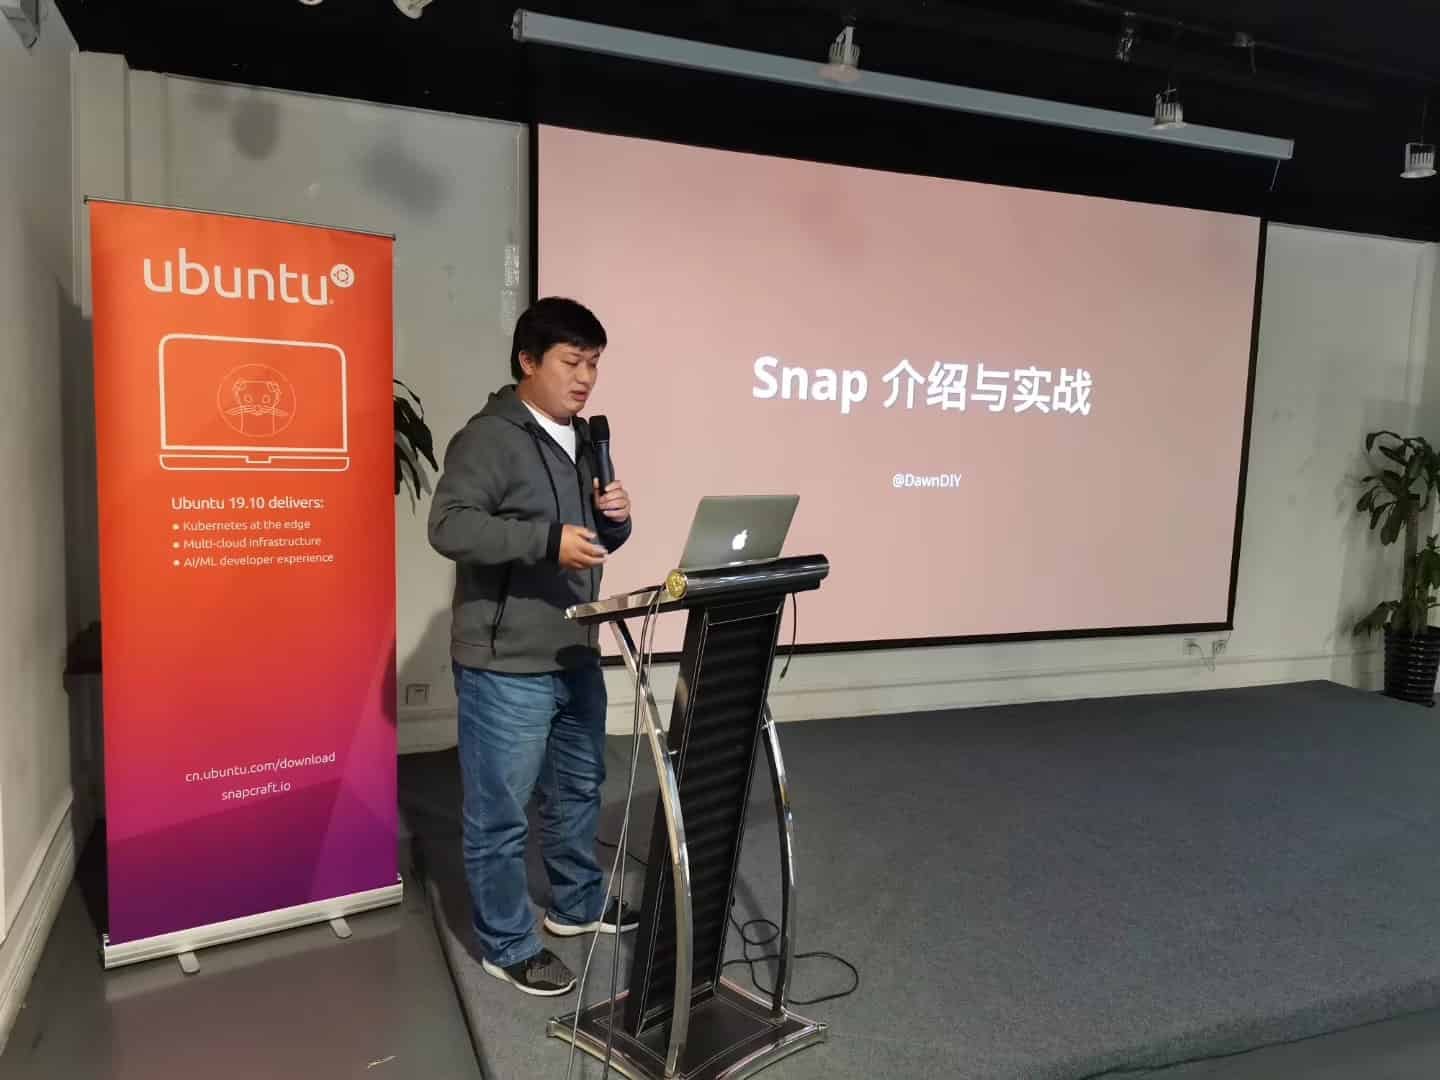 ubuntu
Ubuntu 19.10 delivers:
• Kubernetes at the edge
• Multi-cloud infrastructure
• AI/ML developer experience
cn.ubuntu.com/download
snapcraft.io
Snap 介绍与实战
@DawnDIY